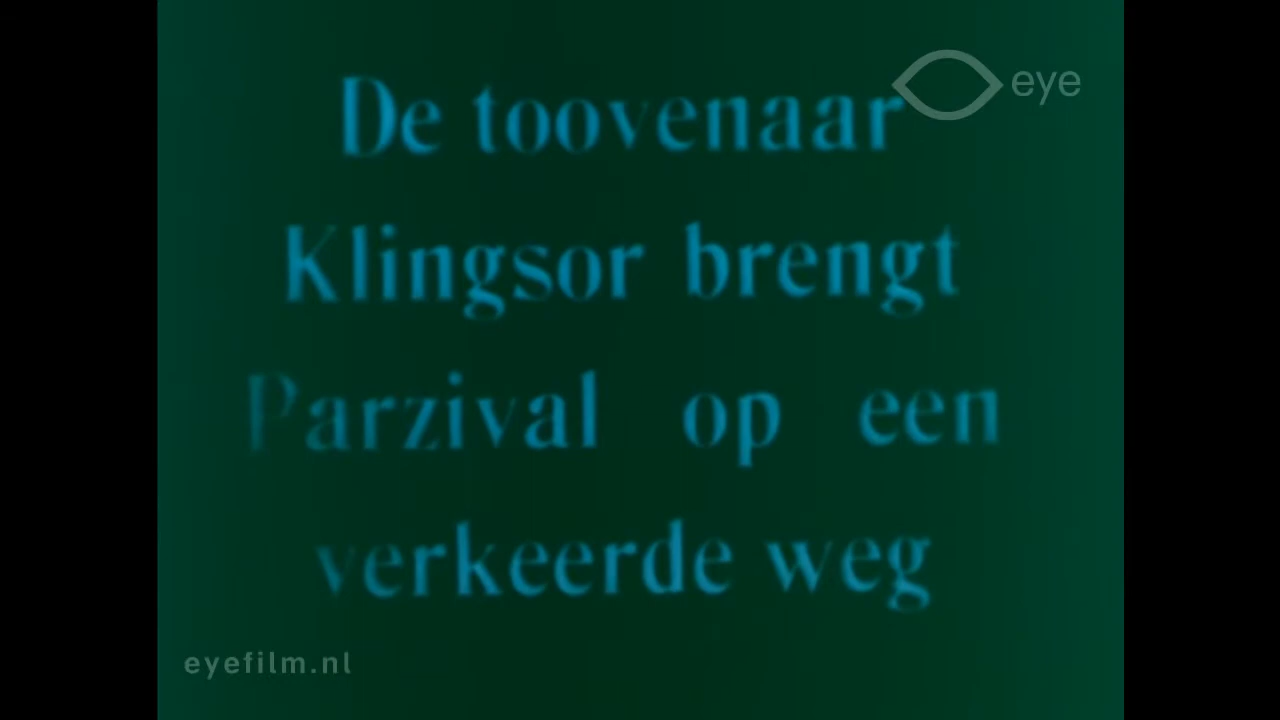 eye
De toovenaar
Klingsor brengt
Parzival op een
verkeerde weg
eyefilm.nl